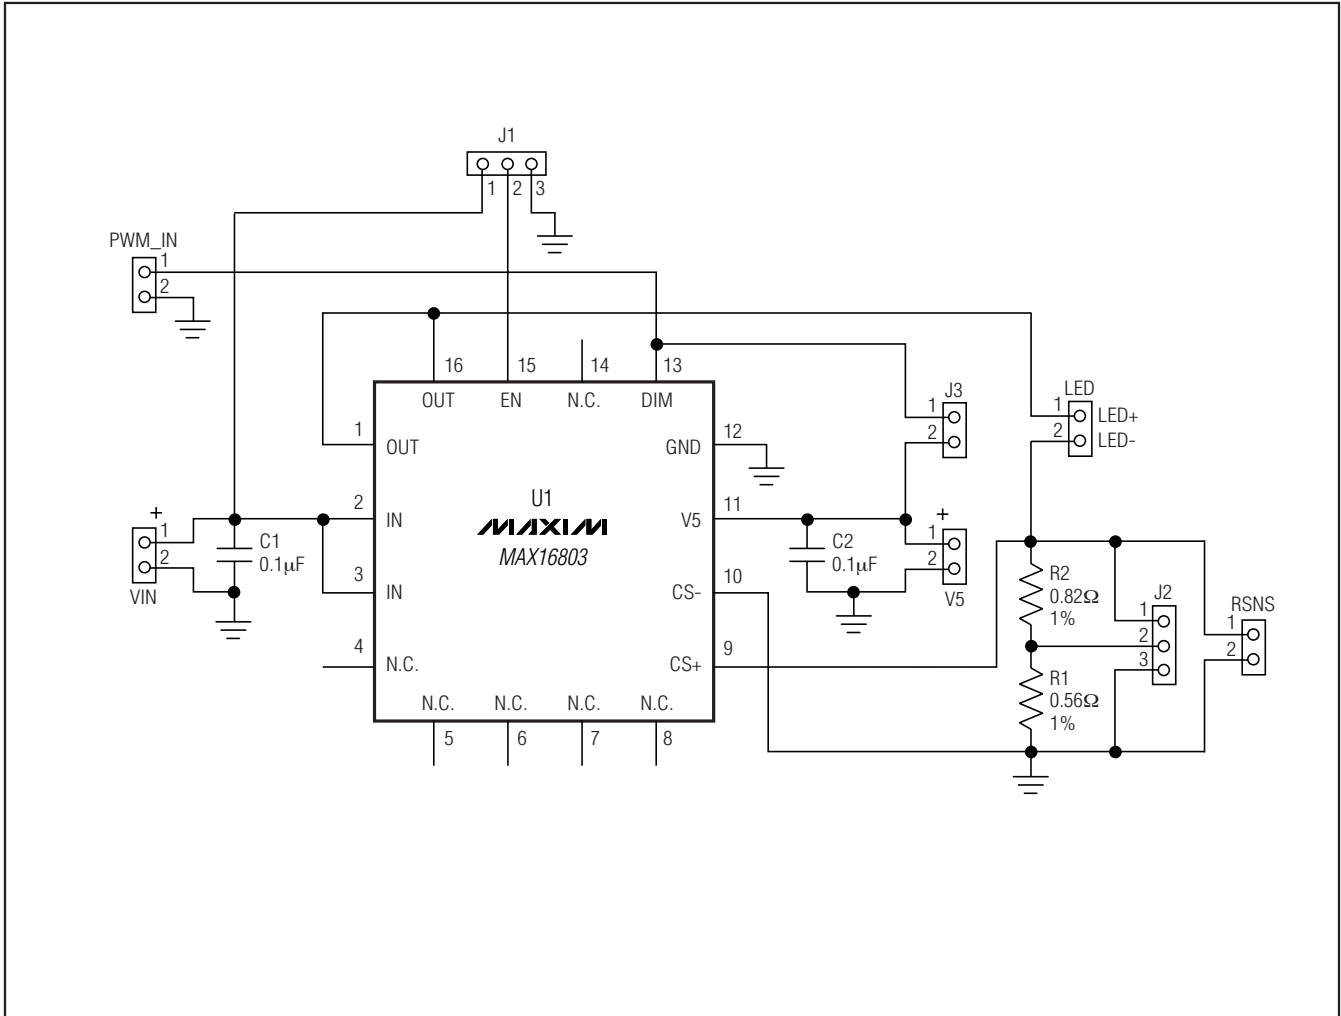 J1
1 2 3
PWM_IN
1
2
16 15 14 13
OUT EN N.C. DIM
J3
1
2
LED
1 LED+
2 LED-
1 OUT
GND 12
U1
MAXIM
MAX16803
2 IN
V5 11
+
1
2
VIN
C1
0.1µF
C2
0.1µF
+
1
2
V5
3 IN
CS- 10
4 N.C.
CS+ 9
N.C. N.C. N.C. N.C.
5 6 7 8
R2
0.82Ω
1%
J2
1
2
3
RSNS
1
2
R1
0.56Ω
1%